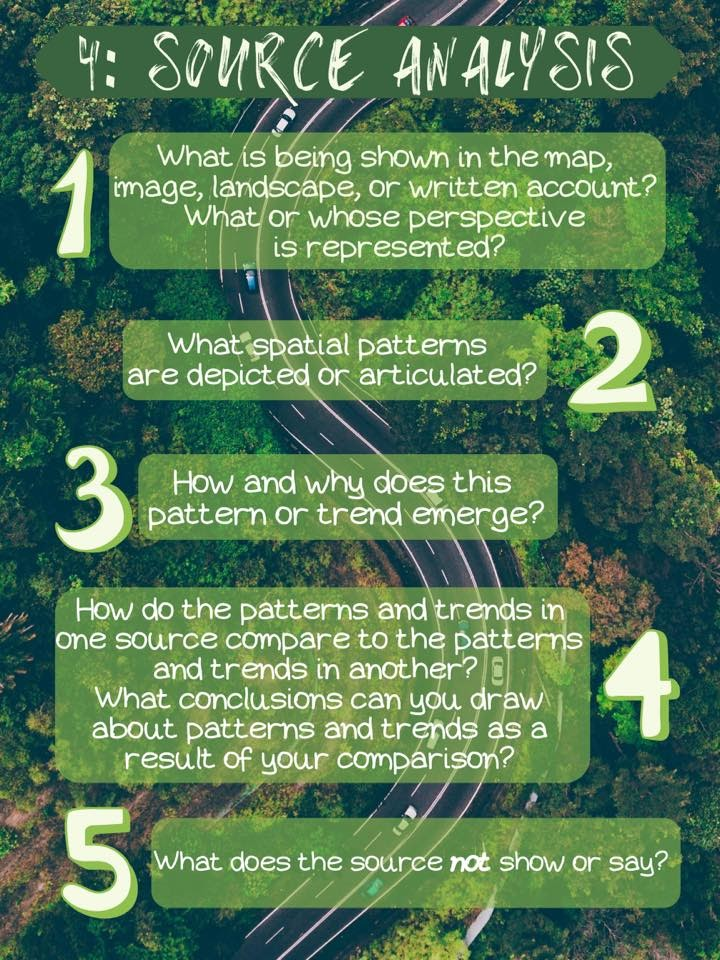 4: SOURCE ANALYSIS
1
What is being shown in the map,
image, landscape, or written account?
What or whose perspective
is represented?
What spatial patterns
are depicted or articulated?
2
3
How and why does this
pattern or trend emerge?
How do the patterns and trends in
one source compare to the patterns
and trends in another?
What conclusions can you draw
about patterns and trends as a
result of your comparison?
4
5
What does the source not show or say?